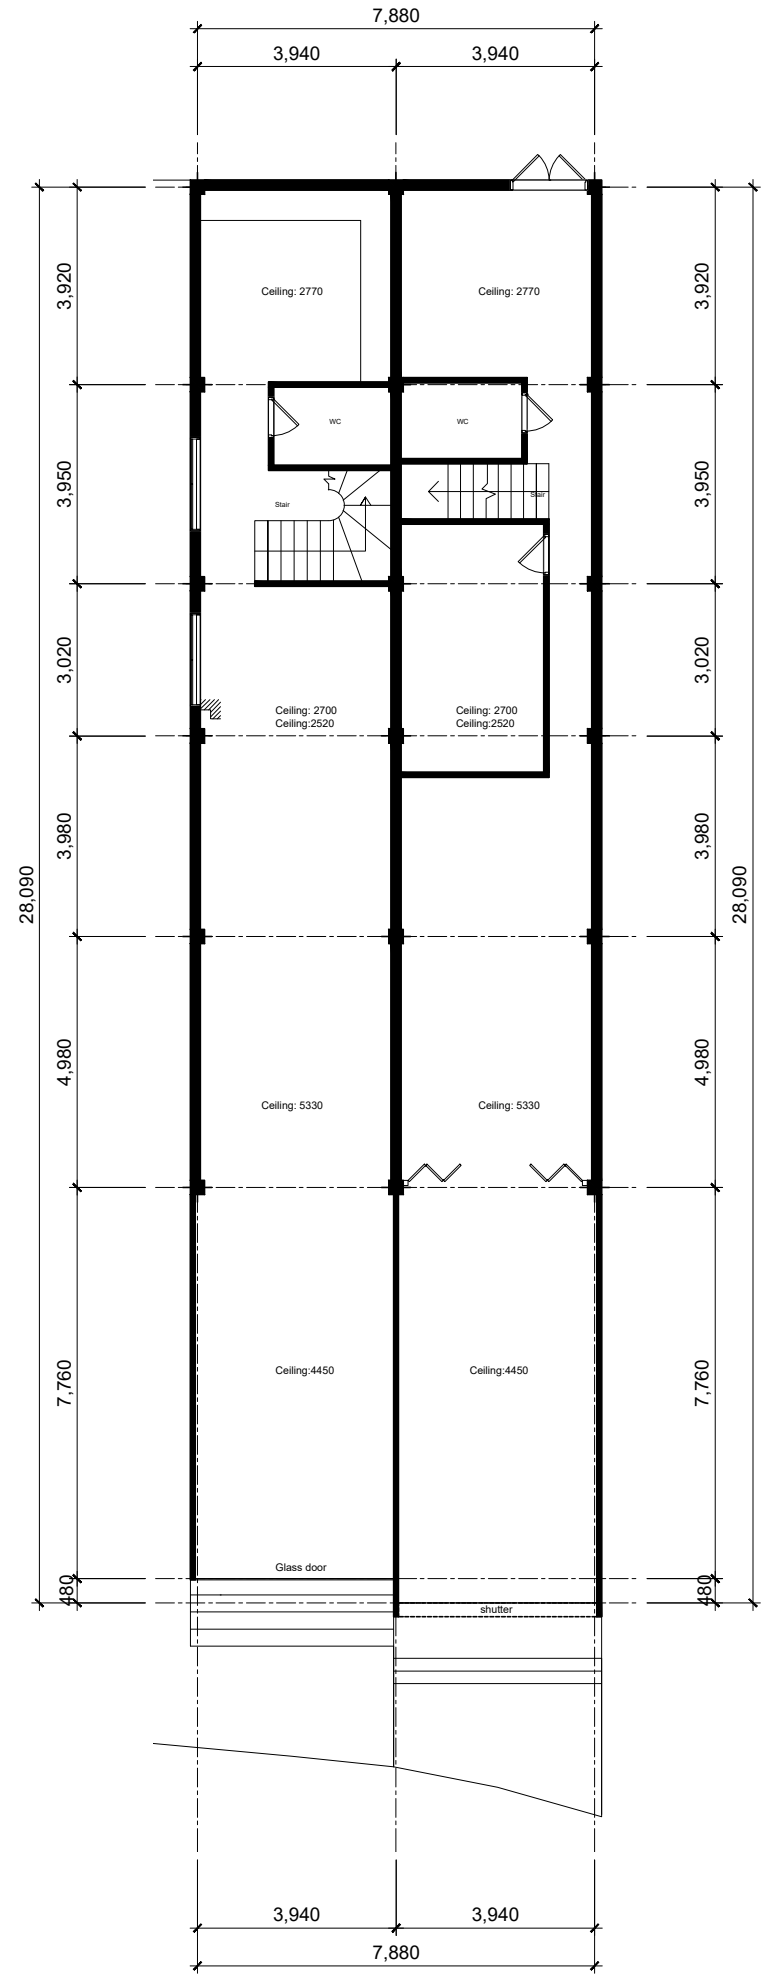 7,880
3,940 3,940
3,920 3,920
Ceiling: 2770 Ceiling: 2770
WC WC
3,950 3,950
Stair Stair
3,020 3,020
Ceiling: 2700 Ceiling: 2700
Ceiling:2520 Ceiling:2520
3,980 3,980
28,090 28,090
4,980 4,980
Ceiling: 5330 Ceiling: 5330
Ceiling:4450 Ceiling:4450
7,760 7,760
Glass door
480 480
shutter
3,940 3,940
7,880